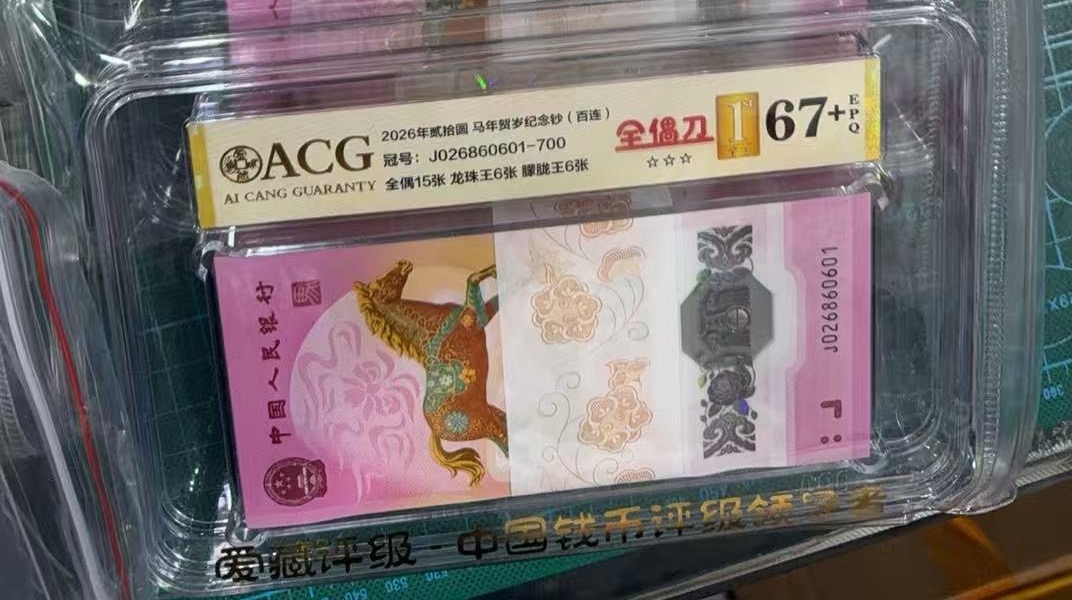 ACG
AI CANG GUARANTY
2026年贰拾圆 马年贺岁纪念钞（百连）
冠号：J026860601-700
全偶15张 龙珠王6张 朦胧王6张
全偶刀
☆☆☆
1ST
67+
EPQ
中国人民银行
J026860601
爱藏评级-中国钱币评级领导者
530